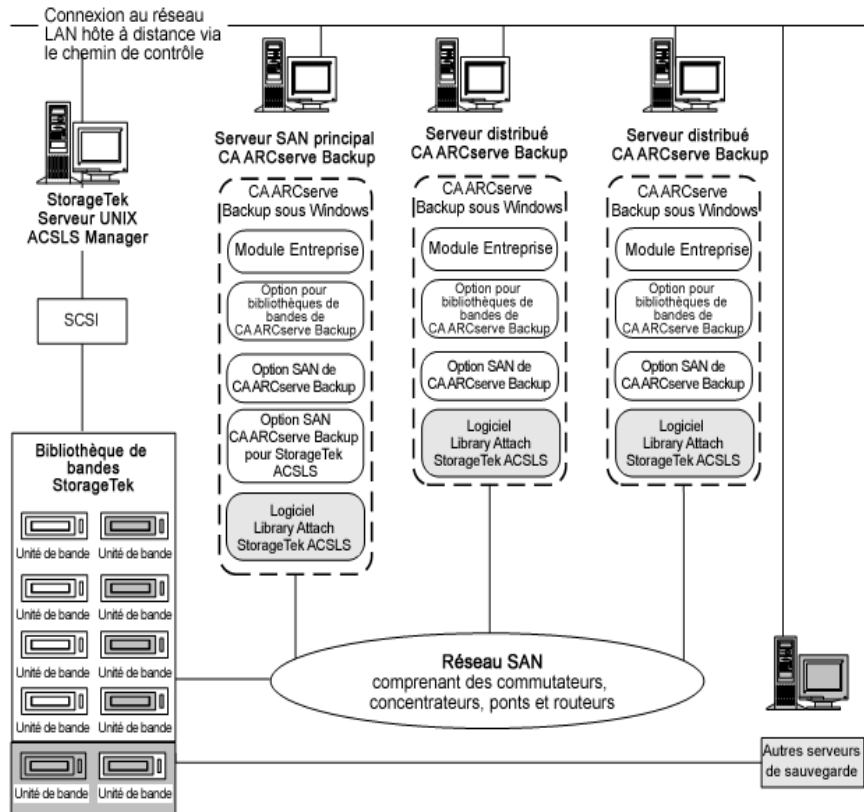 Connexion au réseau
LAN hôte à distance via
le chemin de contrôle
StorageTek
Serveur UNIX
ACSLS Manager
SCSI
Serveur SAN principal
CA ARCserve Backup
CA ARCserve
Backup sous Windows
Module Entreprise
Option pour
bibliothèques de
bandes de
CA ARCserve Backup
Option SAN de
CA ARCserve Backup
Option SAN
CA ARCserve Backup
pour StorageTek
ACSLS
Logiciel
Library Attach
StorageTek ACSLS
Serveur distribué
CA ARCserve Backup
CA ARCserve
Backup sous Windows
Module Entreprise
Option pour
bibliothèques de
bandes de
CA ARCserve Backup
Option SAN
de CA ARCserve Backup
Logiciel
Library Attach
StorageTek ACSLS
Serveur distribué
CA ARCserve Backup
CA ARCserve
Backup sous Windows
Module Entreprise
Option pour
bibliothèques de
bandes de
CA ARCserve Backup
Option SAN
de CA ARCserve Backup
Logiciel
Library Attach
StorageTek ACSLS
Bibliothèque de
bandes
StorageTek
Unité de bande
Unité de bande
Unité de bande
Unité de bande
Unité de bande
Unité de bande
Unité de bande
Unité de bande
Unité de bande
Unité de bande
Réseau SAN
comprenant des commutateurs,
concentrateurs, ponts et routeurs
Autres serveurs
de sauvegarde